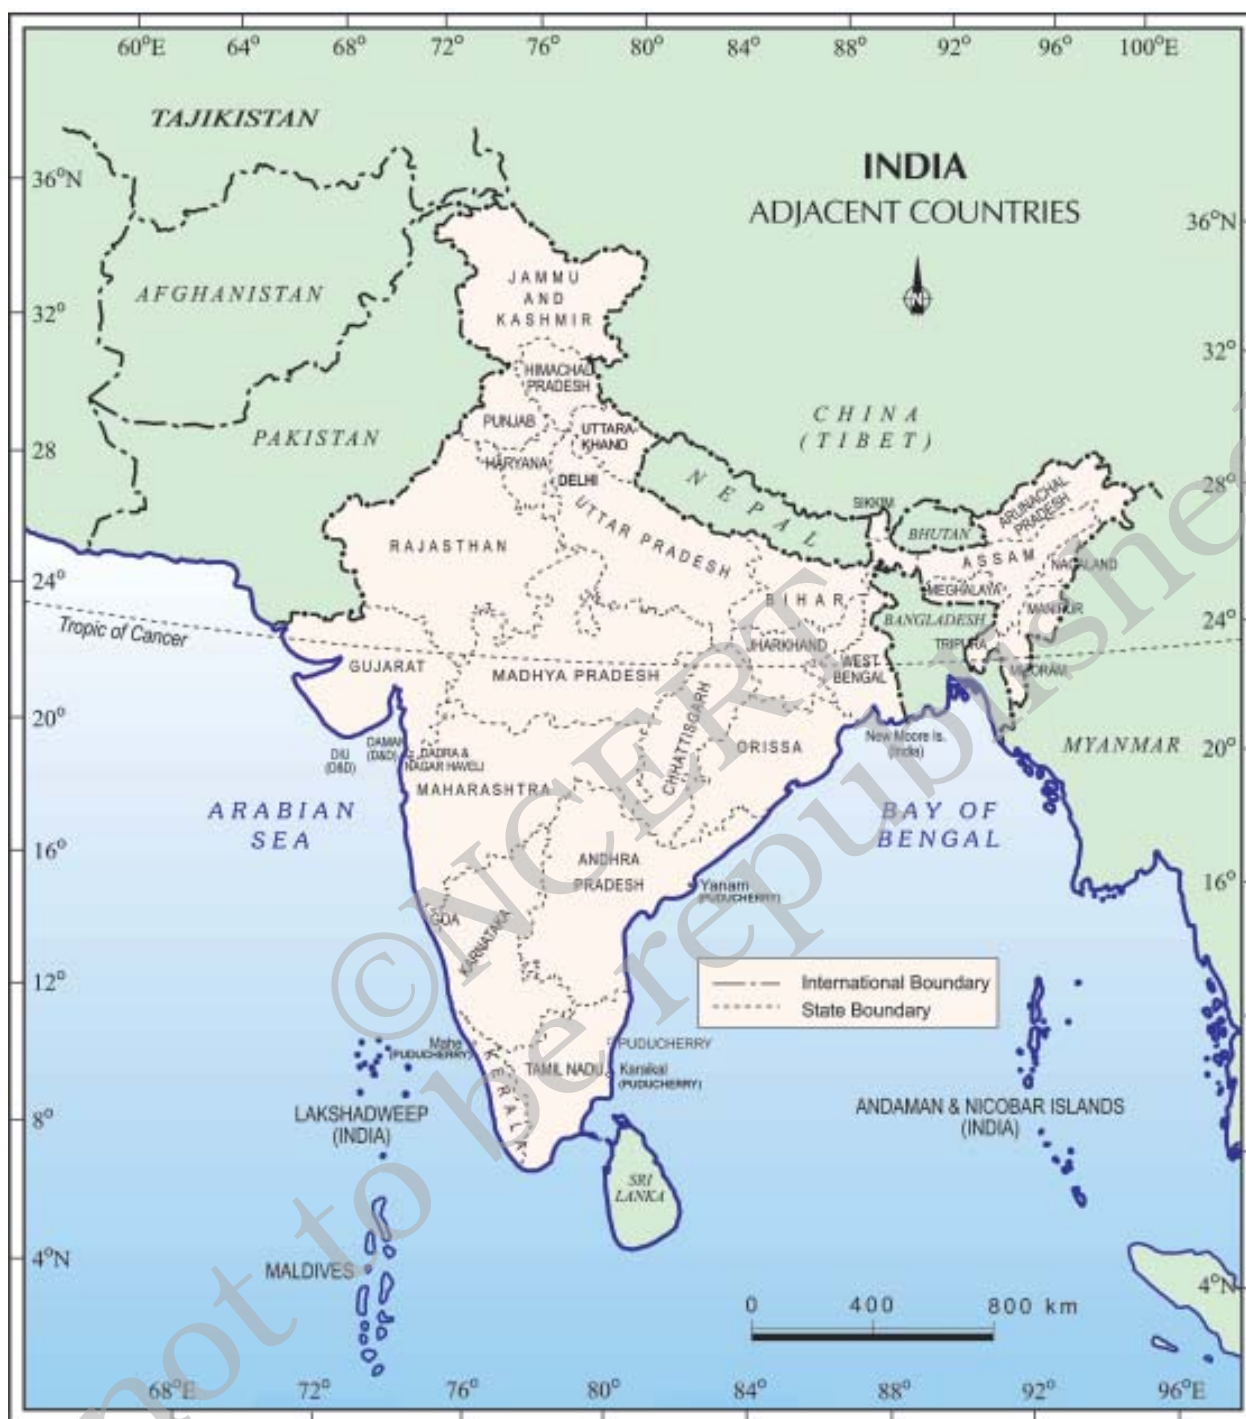 60°E 64° 68° 72° 76° 80° 84° 88° 92° 96° 100°E
TAJIKISTAN
INDIA
ADJACENT COUNTRIES
36°N
36°N
N
JAMMU
AND
KASHMIR
AFGHANISTAN
32°
32°
HIMACHAL
PRADESH
CHINA
(TIBET)
PUNJAB
UTTARA-
KHAND
PAKISTAN
28°
HARYANA
DELHI
NEPAL
28°
SIKKIM
ARUNACHAL
PRADESH
UTTAR PRADESH
BHUTAN
RAJASTHAN
ASSAM
NAGALAND
24°
MEGHALAYA
BIHAR
MANIPUR
24°
Tropic of Cancer
BANGLADESH
JHARKHAND
TRIPURA
GUJARAT
WEST
BENGAL
MIZORAM
MADHYA PRADESH
CHHATTISGARH
20°
ORISSA
New Moore Is.
(India)
MYANMAR
20°
DIU
(D&D)
DAMAN
(D&D)
DADRA &
NAGAR HAVELI
MAHARASHTRA
ARABIAN
SEA
BAY OF
BENGAL
16°
ANDHRA
PRADESH
Yanam
(PUDUCHERRY)
16°
GOA
KARNATAKA
12°
International Boundary
State Boundary
12°
Mahe
(PUDUCHERRY)
PUDUCHERRY
KERALA
TAMIL NADU
Karaikal
(PUDUCHERRY)
LAKSHADWEEP
(INDIA)
ANDAMAN & NICOBAR ISLANDS
(INDIA)
8°
8°
SRI
LANKA
4°N
MALDIVES
4°N
0 400 800 km
68°E 72° 76° 80° 84° 88° 92° 96°E
©NCERT
not to be republished